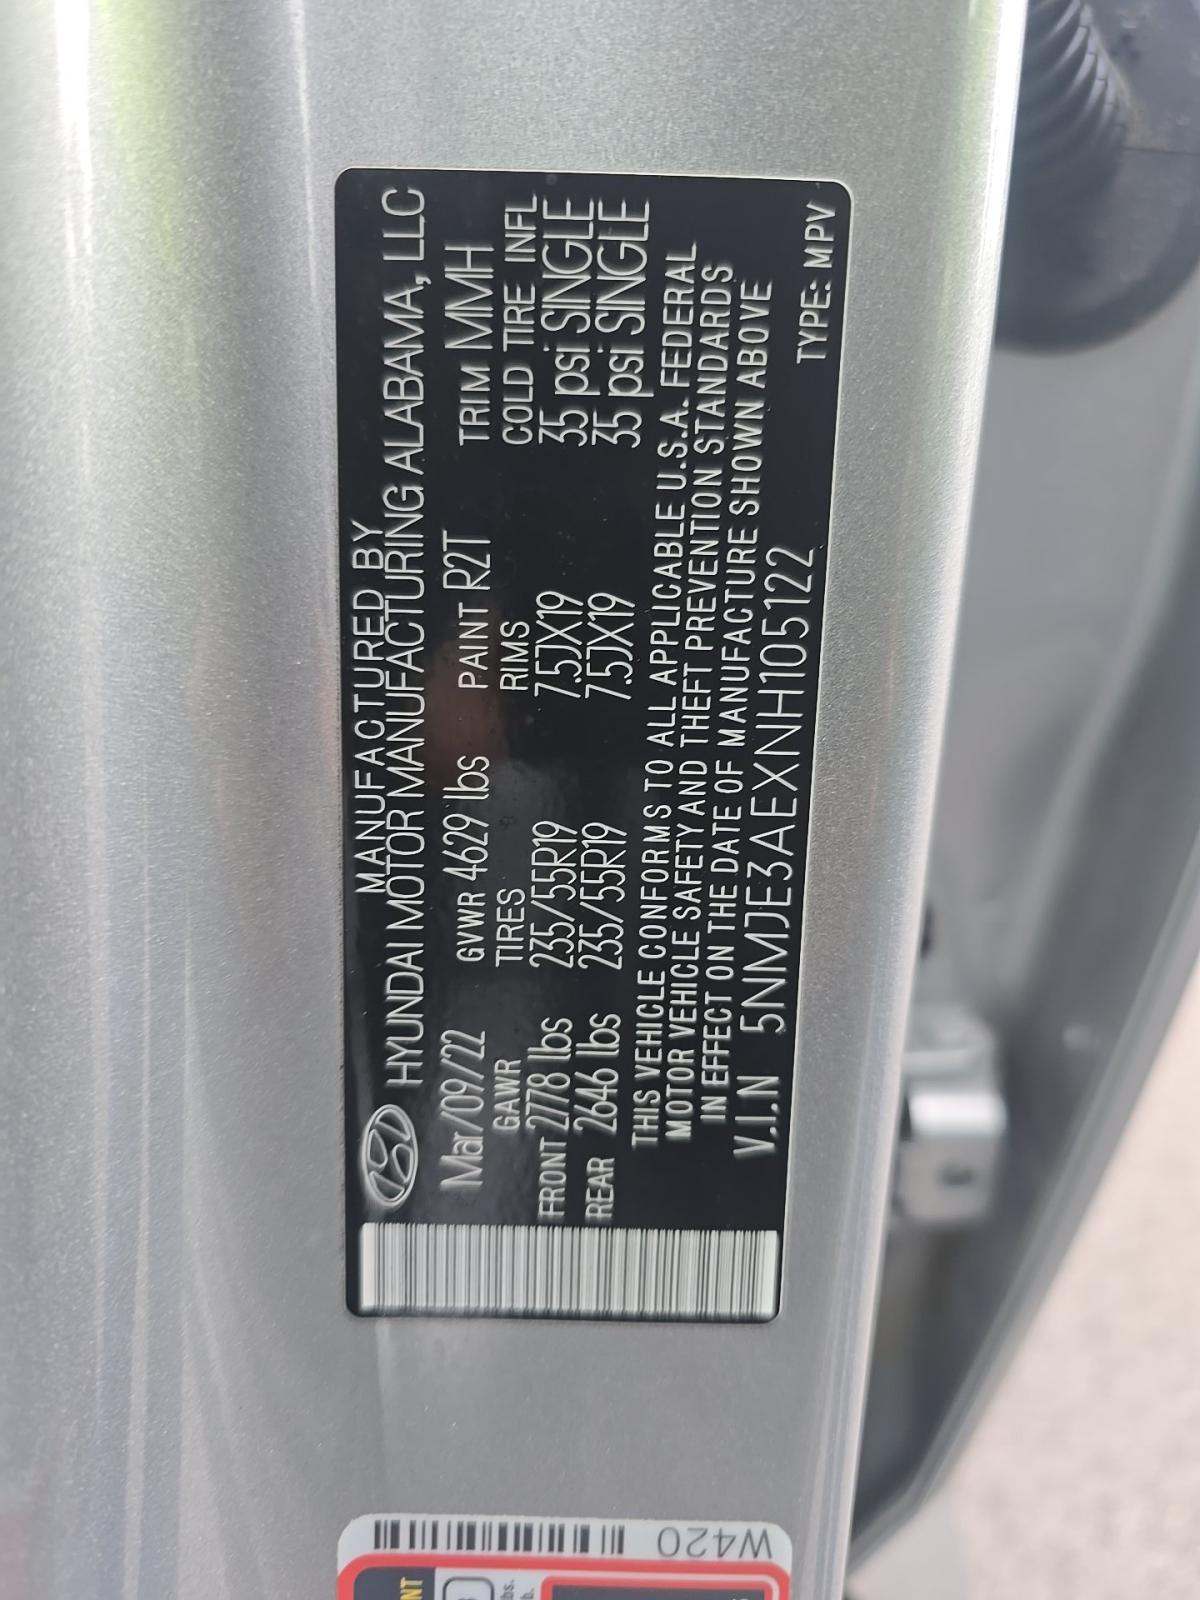 MANUFACTURED BY
HYUNDAI MOTOR MANUFACTURING ALABAMA, LLC
Mar/09/22 GVWR 4629 lbs PAINT R2T TRIM MMH
GAWR TIRES RIMS COLD TIRE INFL
FRONT 2778 lbs 235/55R19 7.5JX19 35 psi SINGLE
REAR 2646 lbs 235/55R19 7.5JX19 35 psi SINGLE
THIS VEHICLE CONFORMS TO ALL APPLICABLE U.S.A. FEDERAL
MOTOR VEHICLE SAFETY AND THEFT PREVENTION STANDARDS
IN EFFECT ON THE DATE OF MANUFACTURE SHOWN ABOVE
V.I.N 5NMJE3AEXNH105122
TYPE: MPV
W420